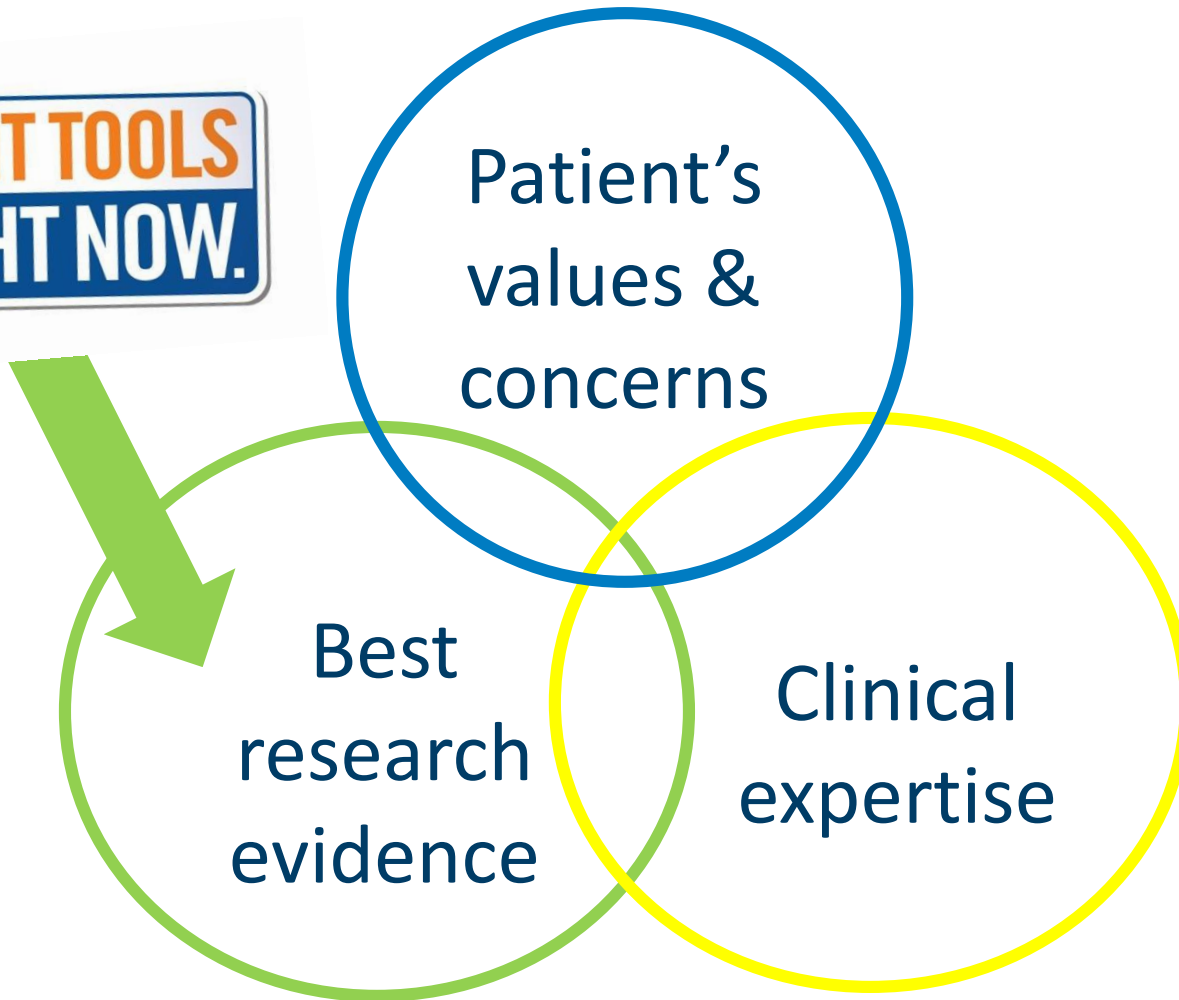 T TOOLS
HT NOW.
Patient’s
values &
concerns
Best
research
evidence
Clinical
expertise